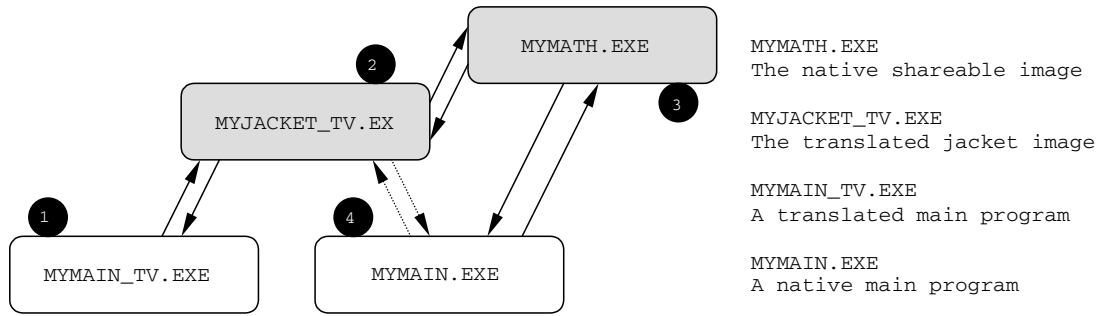 MYMATH.EXE
2
MYJACKET_TV.EX
3
1
MYMAIN_TV.EXE
4
MYMAIN.EXE
MYMATH.EXE
The native shareable image
MYJACKET_TV.EXE
The translated jacket image
MYMAIN_TV.EXE
A translated main program
MYMAIN.EXE
A native main program